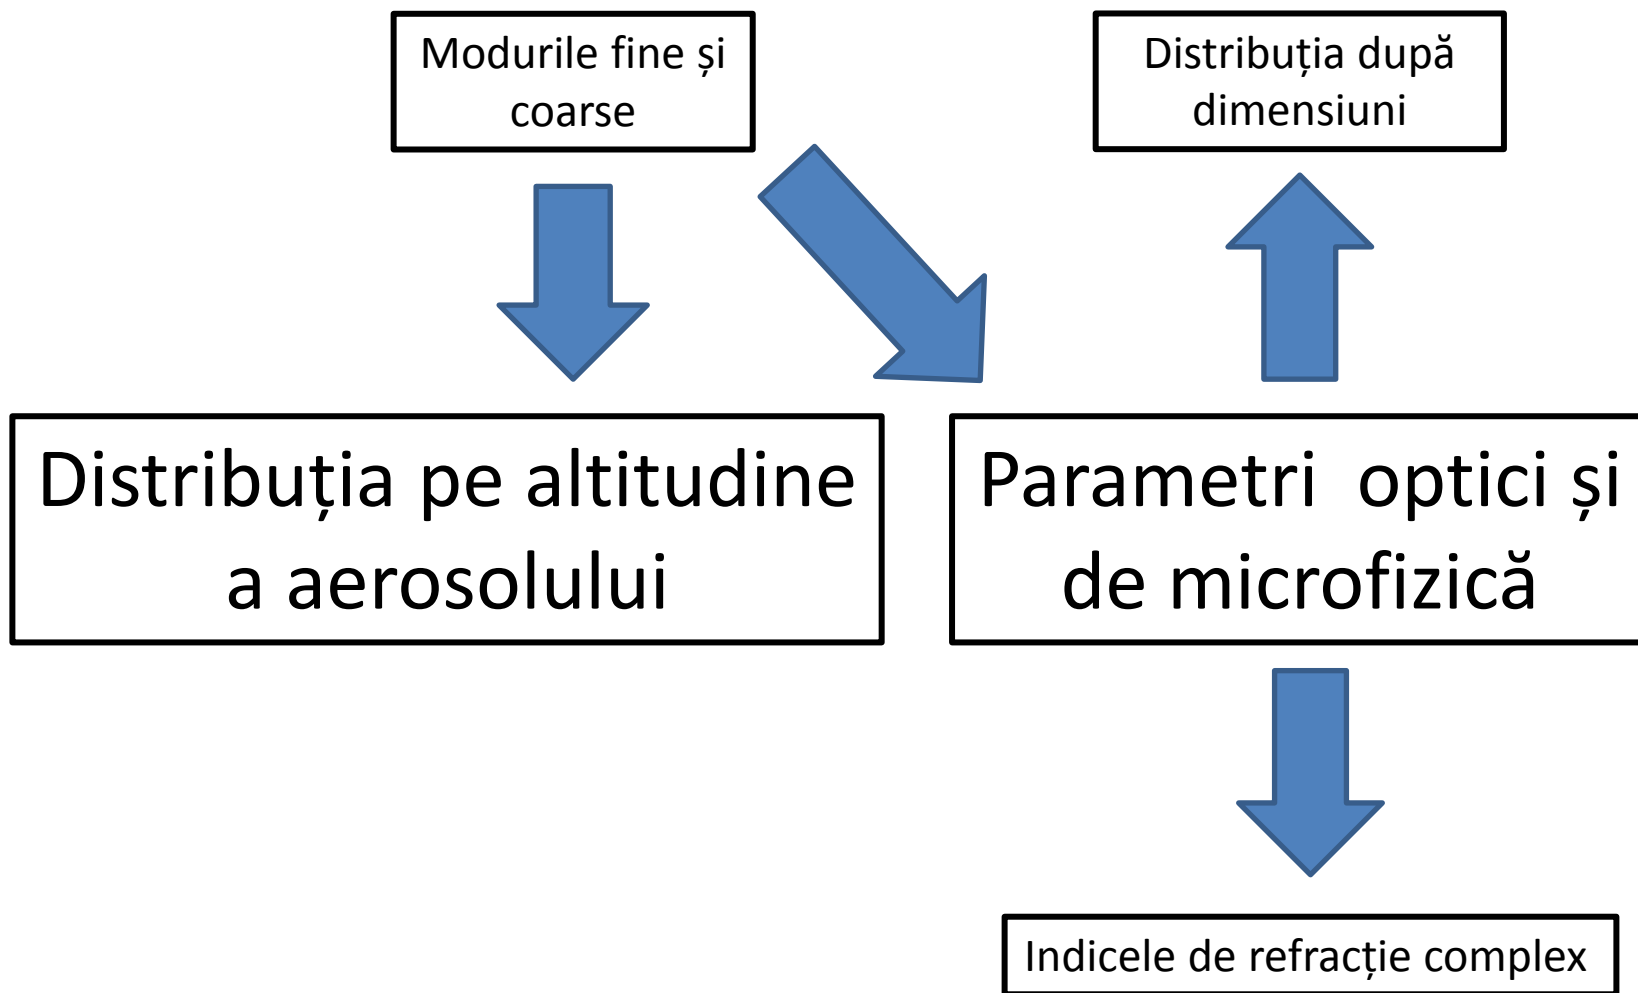 Modurile fine și
coarse
Distribuția după
dimensiuni
Distribuția pe altitudine
a aerosolului
Parametri optici și
de microfizică
Indicele de refracție complex